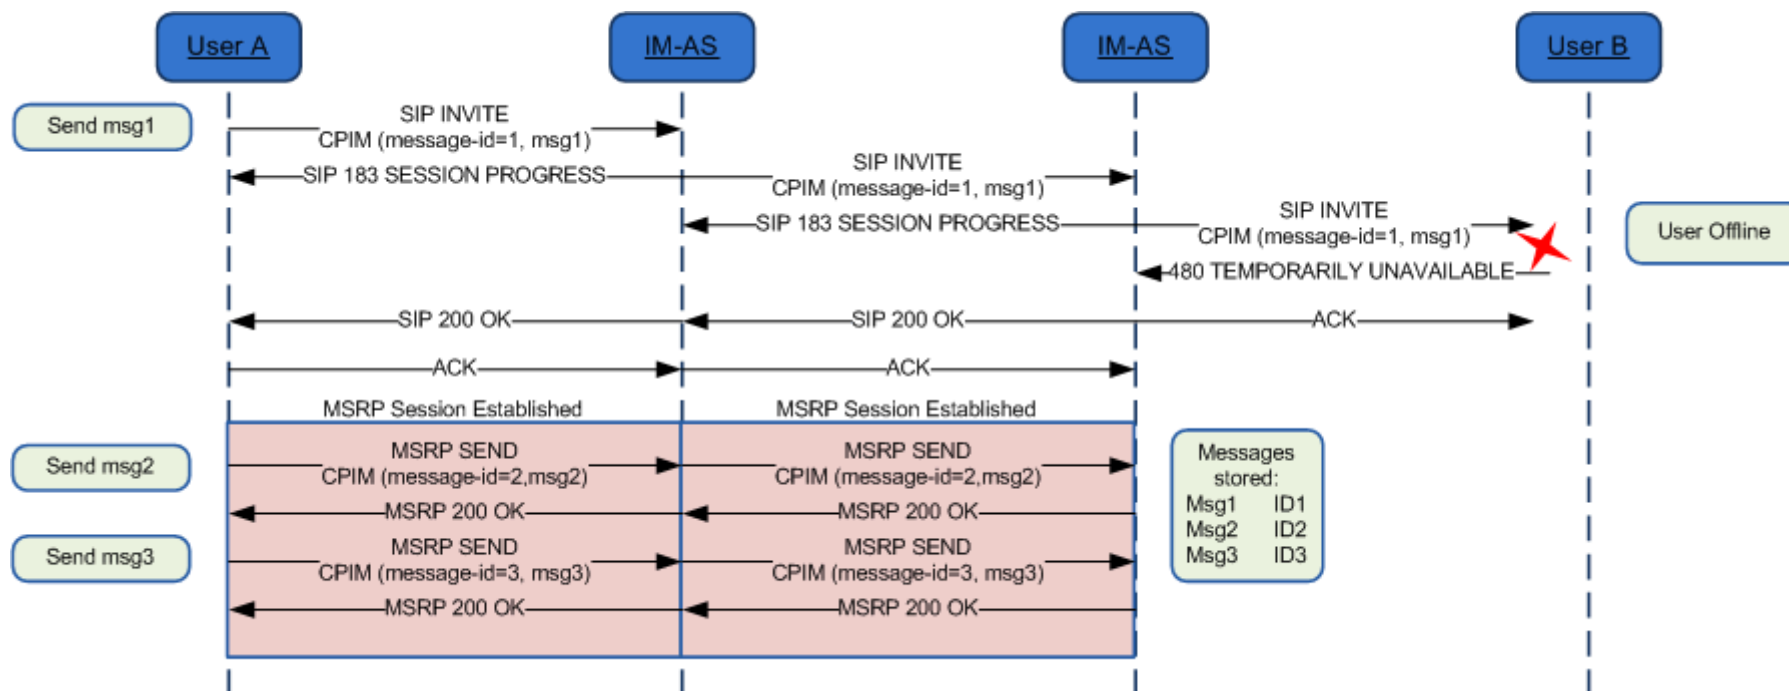 User A
IM-AS
IM-AS
User B
Send msg1
SIP INVITE
CPIM (message-id=1, msg1)
SIP 183 SESSION PROGRESS
SIP INVITE
CPIM (message-id=1, msg1)
SIP 183 SESSION PROGRESS
SIP INVITE
CPIM (message-id=1, msg1)
User Offline
480 TEMPORARILY UNAVAILABLE
SIP 200 OK
SIP 200 OK
ACK
ACK
ACK
MSRP Session Established
MSRP Session Established
Send msg2
MSRP SEND
CPIM (message-id=2,msg2)
MSRP SEND
CPIM (message-id=2,msg2)
MSRP 200 OK
MSRP 200 OK
Send msg3
MSRP SEND
CPIM (message-id=3, msg3)
MSRP SEND
CPIM (message-id=3, msg3)
MSRP 200 OK
MSRP 200 OK
Messages
stored:
Msg1 ID1
Msg2 ID2
Msg3 ID3